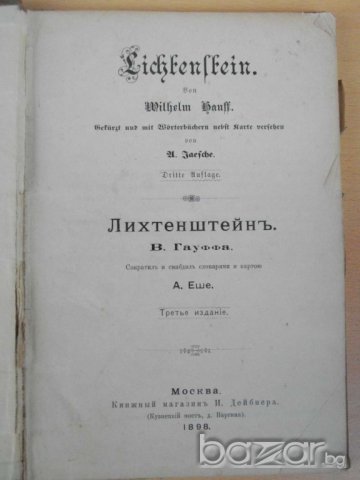 Lichtenstein.
Von
Wilhelm Hauff.
Gekürzt und mit Wörterbüchern nebst Karte versehen
von
A. Jaesche.
Dritte Auflage.
Лихтенштейнъ.
В. Гауффа.
Сократилъ и снабдилъ словарями и картою
А. Еше.
Третье изданіе.
Москва.
Книжный магазинъ И. Дейбнера.
(Кузнецкій мостъ, д. Варгина).
1898.
bazar.bg